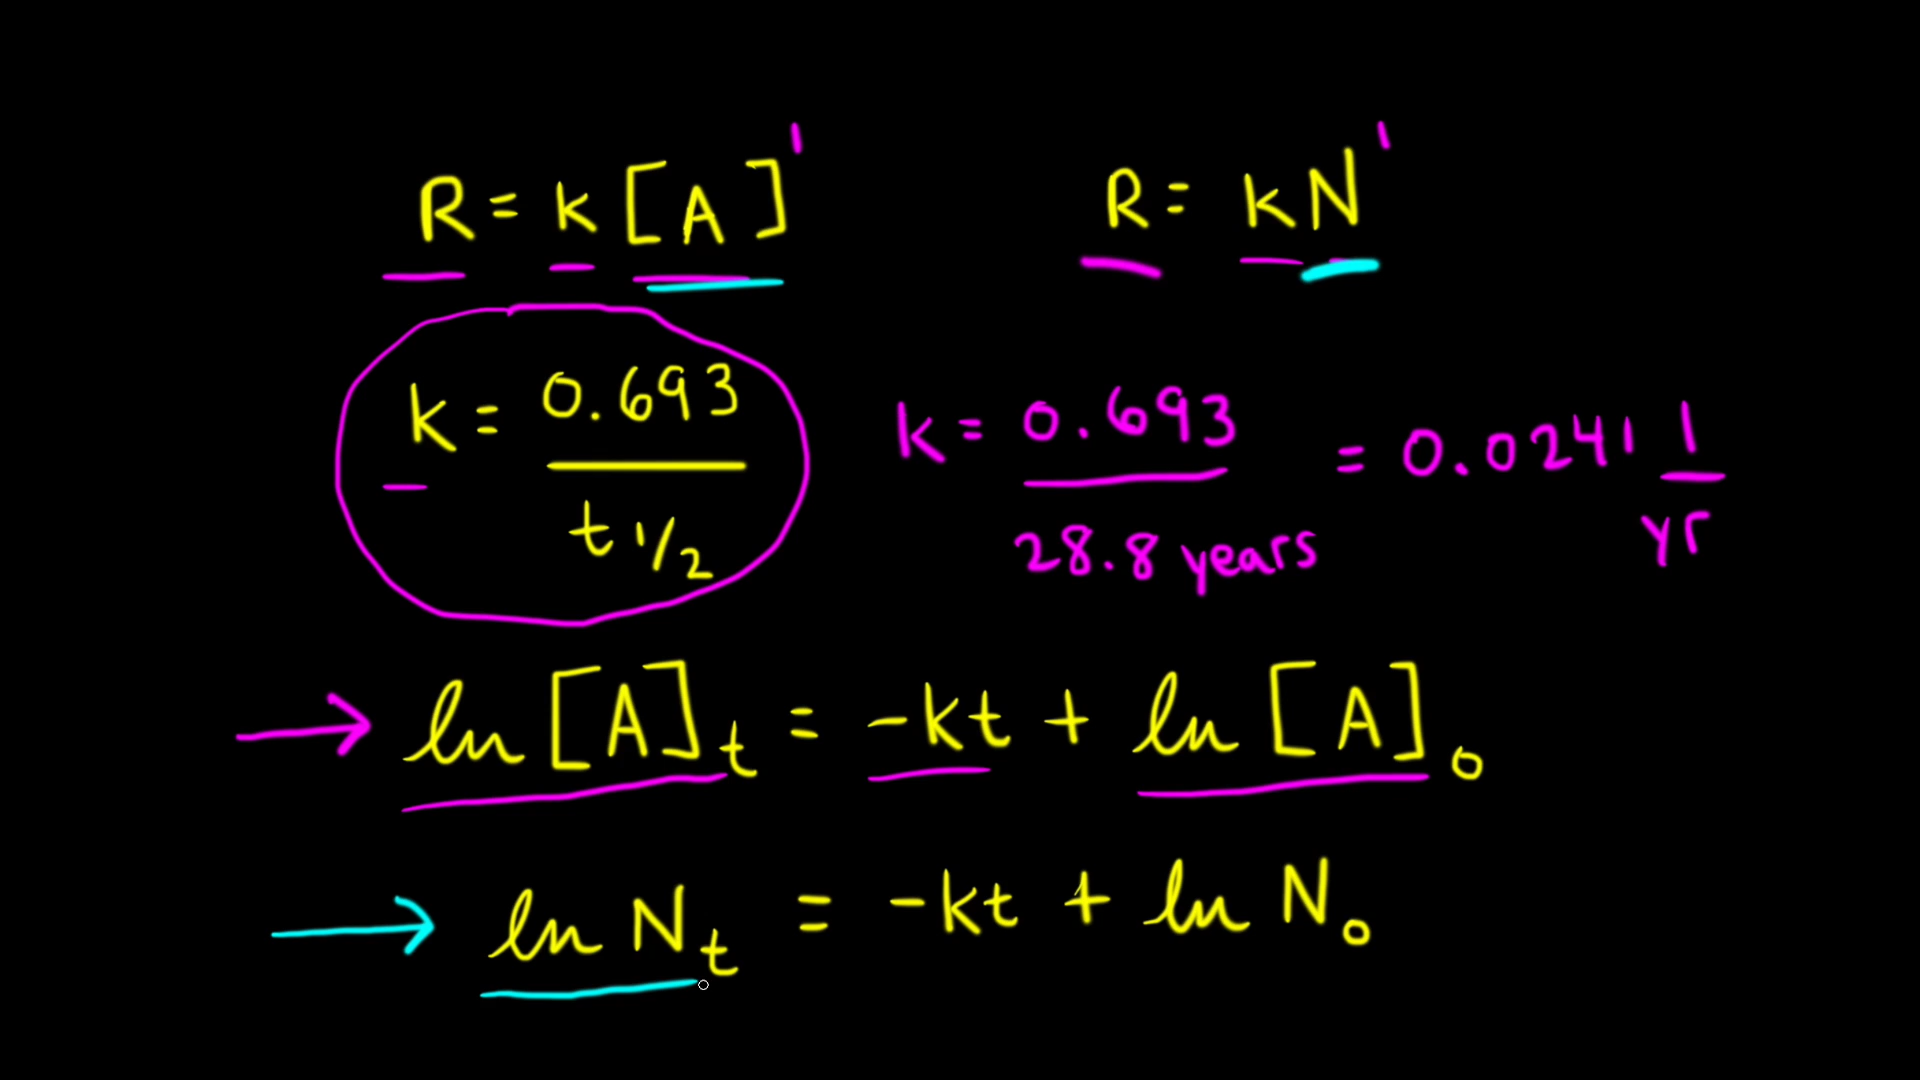 R = k [A]¹ R = kN¹
k = 0.693 / t 1/2 k = 0.693 / 28.8 years = 0.0241 1/yr
ln [A]t = -kt + ln [A]₀
ln Nt = -kt + ln N₀